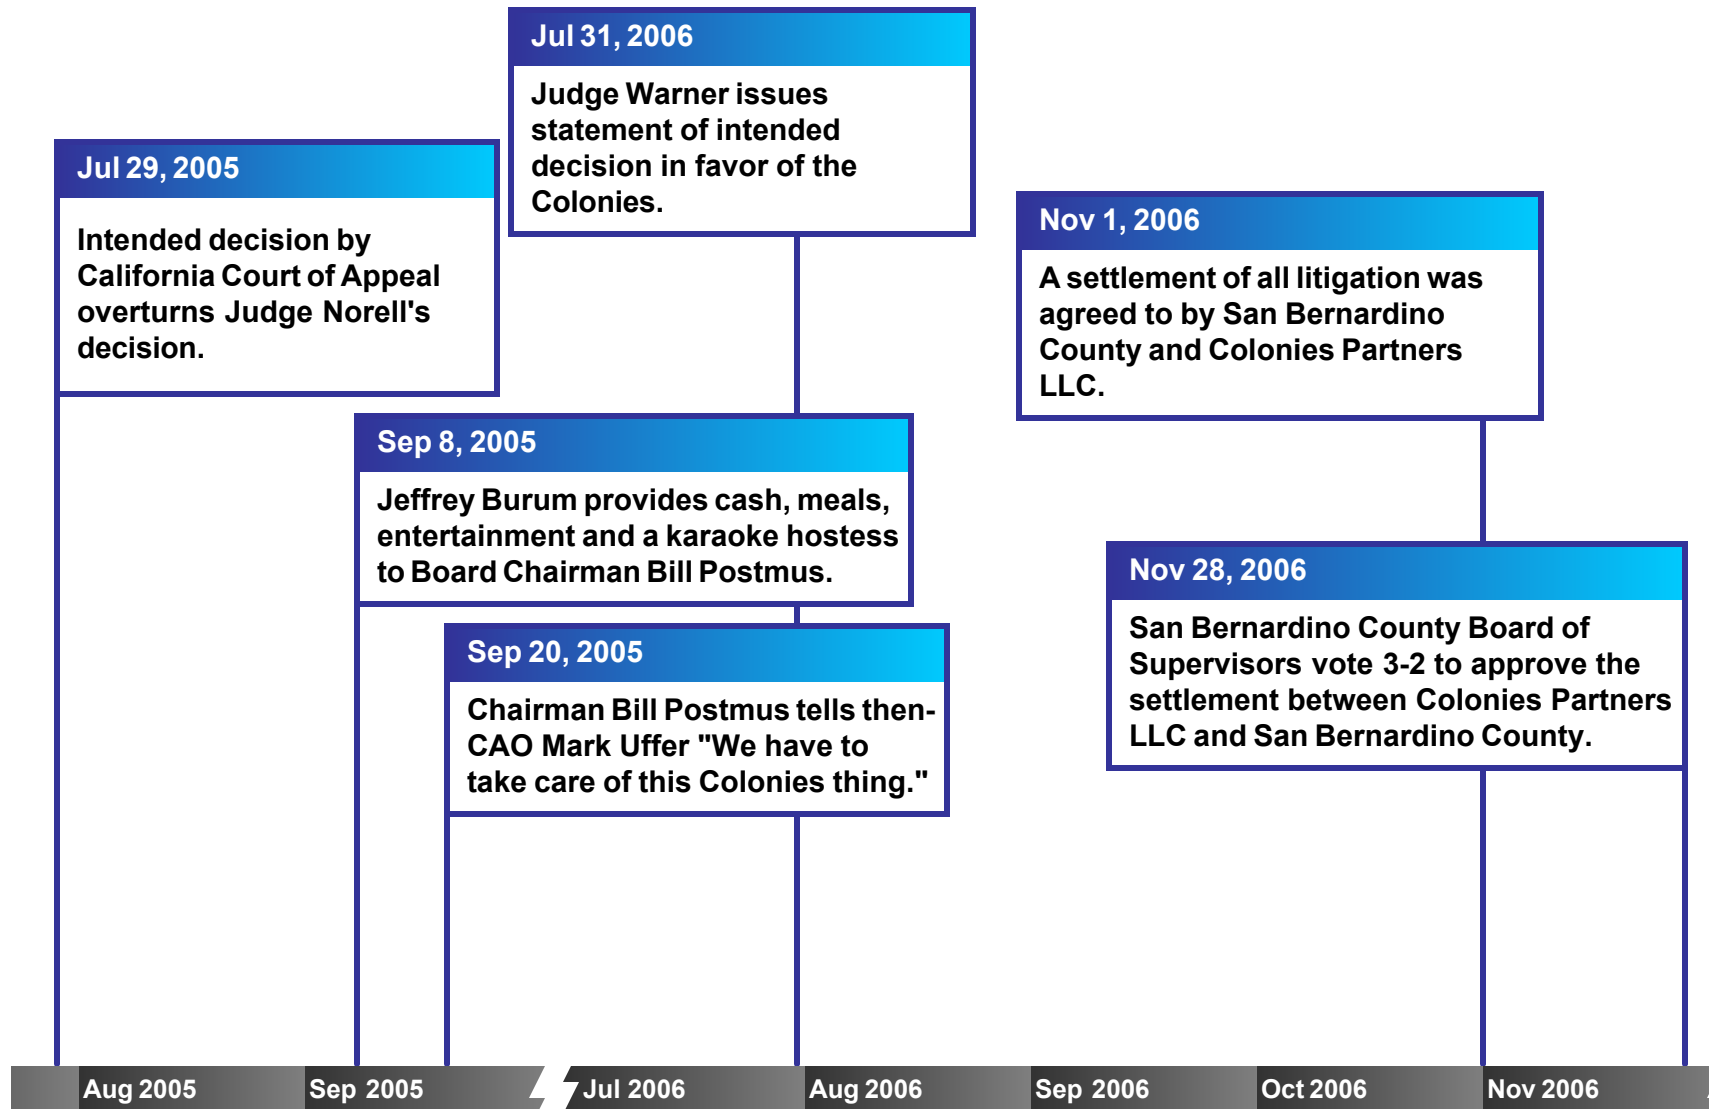 Jul 31, 2006
Judge Warner issues
statement of intended
decision in favor of the
Colonies.
Jul 29, 2005
Intended decision by
California Court of Appeal
overturns Judge Norell's
decision.
Nov 1, 2006
A settlement of all litigation was
agreed to by San Bernardino
County and Colonies Partners
LLC.
Sep 8, 2005
Jeffrey Burum provides cash, meals,
entertainment and a karaoke hostess
to Board Chairman Bill Postmus.
Nov 28, 2006
San Bernardino County Board of
Supervisors vote 3-2 to approve the
settlement between Colonies Partners
LLC and San Bernardino County.
Sep 20, 2005
Chairman Bill Postmus tells then-
CAO Mark Uffer "We have to
take care of this Colonies thing."
Aug 2005 Sep 2005 Jul 2006 Aug 2006 Sep 2006 Oct 2006 Nov 2006